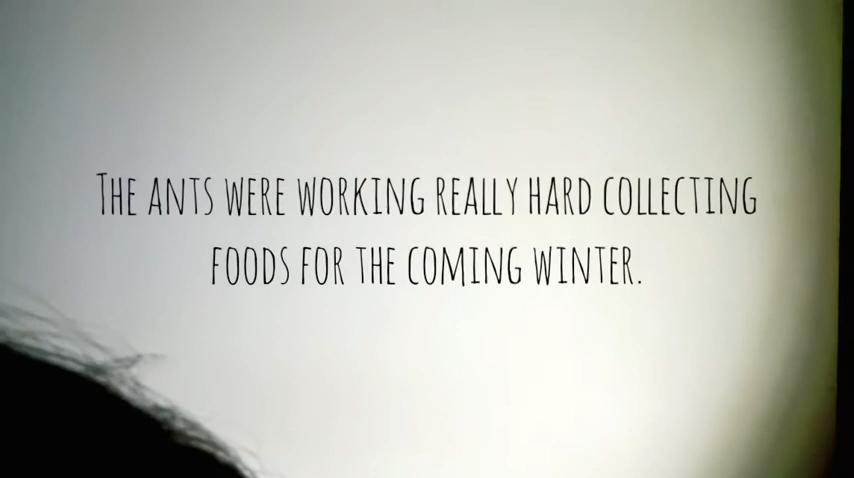 The ants were working really hard collecting
foods for the coming winter.